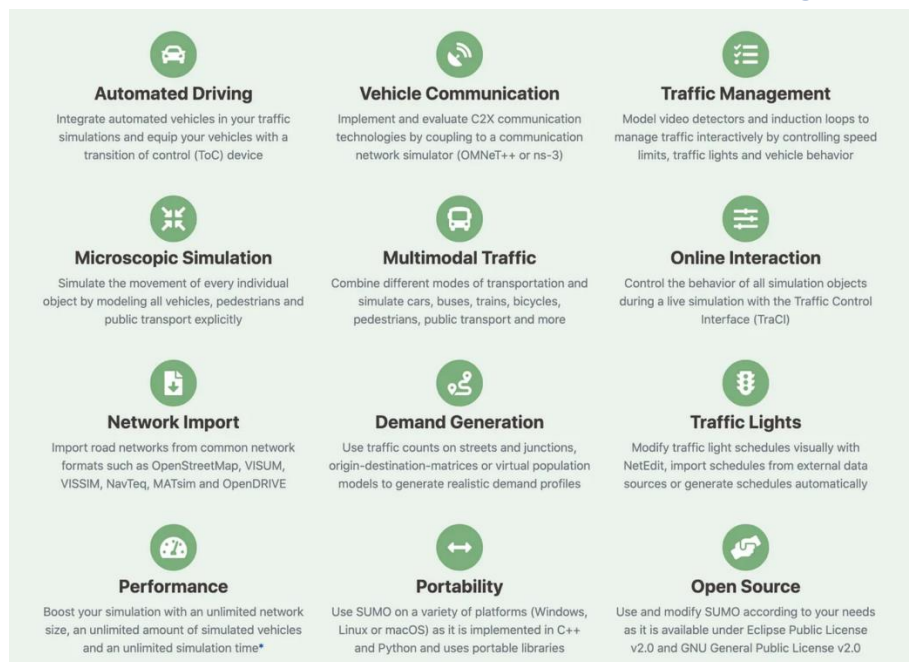 Automated Driving
Integrate automated vehicles in your traffic
simulations and equip your vehicles with a
transition of control (ToC) device
Vehicle Communication
Implement and evaluate C2X communication
technologies by coupling to a communication
network simulator (OMNeT++ or ns-3)
Traffic Management
Model video detectors and induction loops to
manage traffic interactively by controlling speed
limits, traffic lights and vehicle behavior
Microscopic Simulation
Simulate the movement of every individual
object by modeling all vehicles, pedestrians and
public transport explicitly
Multimodal Traffic
Combine different modes of transportation and
simulate cars, buses, trains, bicycles,
pedestrians, public transport and more
Online Interaction
Control the behavior of all simulation objects
during a live simulation with the Traffic Control
Interface (TraCI)
Network Import
Import road networks from common network
formats such as OpenStreetMap, VISUM,
VISSIM, NavTeq, MATsim and OpenDRIVE
Demand Generation
Use traffic counts on streets and junctions,
origin-destination-matrices or virtual population
models to generate realistic demand profiles
Traffic Lights
Modify traffic light schedules visually with
NetEdit, import schedules from external data
sources or generate schedules automatically
Performance
Boost your simulation with an unlimited network
size, an unlimited amount of simulated vehicles
and an unlimited simulation time*
Portability
Use SUMO on a variety of platforms (Windows,
Linux or macOS) as it is implemented in C++
and Python and uses portable libraries
Open Source
Use and modify SUMO according to your needs
as it is available under Eclipse Public License
v2.0 and GNU General Public License v2.0